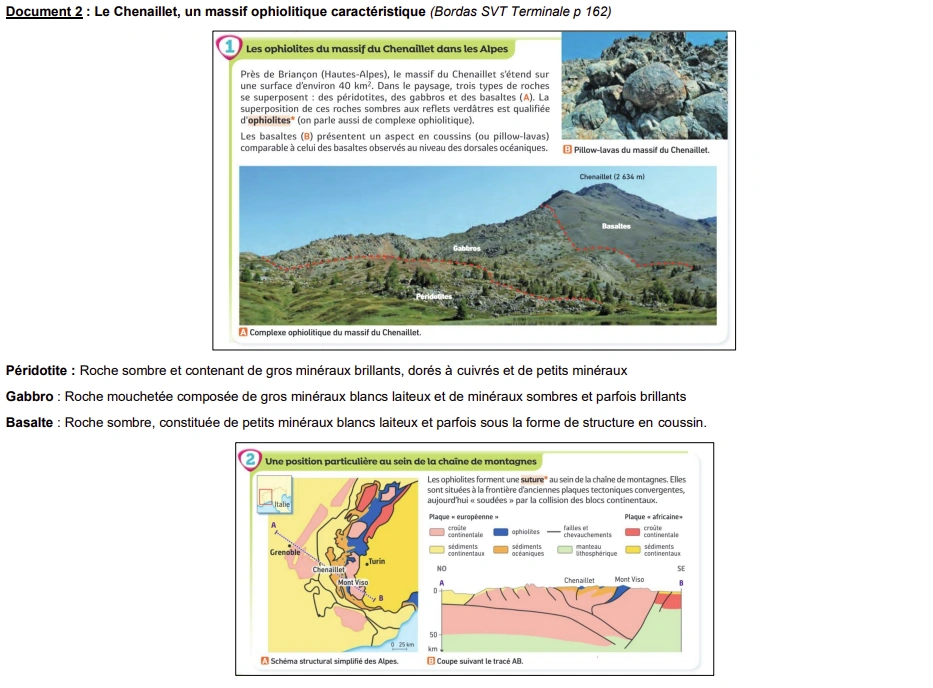 Document 2 : Le Chenaillet, un massif ophiolitique caractéristique (Bordas SVT Terminale p 162)
1 Les ophiolites du massif du Chenaillet dans les Alpes
Près de Briançon (Hautes-Alpes), le massif du Chenaillet s'étend sur
une surface d'environ 40 km². Dans le paysage, trois types de roches
se superposent : des péridotites, des gabbros et des basaltes (A). La
superposition de ces roches sombres aux reflets verdâtres est qualifiée
d'ophiolites* (on parle aussi de complexe ophiolitique).
Les basaltes (B) présentent un aspect en coussins (ou pillow-lavas)
comparable à celui des basaltes observés au niveau des dorsales océaniques.
B Pillow-lavas du massif du Chenaillet.
Chenaillet (2 634 m)
Basaltes
Gabbros
Péridotites
A Complexe ophiolitique du massif du Chenaillet.
Péridotite : Roche sombre et contenant de gros minéraux brillants, dorés à cuivrés et de petits minéraux
Gabbro : Roche mouchetée composée de gros minéraux blancs laiteux et de minéraux sombres et parfois brillants
Basalte : Roche sombre, constituée de petits minéraux blancs laiteux et parfois sous la forme de structure en coussin.
2 Une position particulière au sein de la chaîne de montagnes
Les ophiolites forment une suture* au sein de la chaîne de montagnes. Elles
sont situées à la frontière d'anciennes plaques tectoniques convergentes,
aujourd'hui « soudées » par la collision des blocs continentaux.
Plaque « européenne »
Plaque « africaine»
croûte
continentale
ophiolites
failles et
chevauchements
croûte
continentale
sédiments
continentaux
sédiments
océaniques
manteau
lithosphérique
sédiments
continentaux
Italie
A
Grenoble
Turin
Chenaillet
Mont Viso
B
0 25 km
NO
SE
A
Chenaillet
Mont Viso
B
0
50
km
A Schéma structural simplifié des Alpes.
B Coupe suivant le tracé AB.